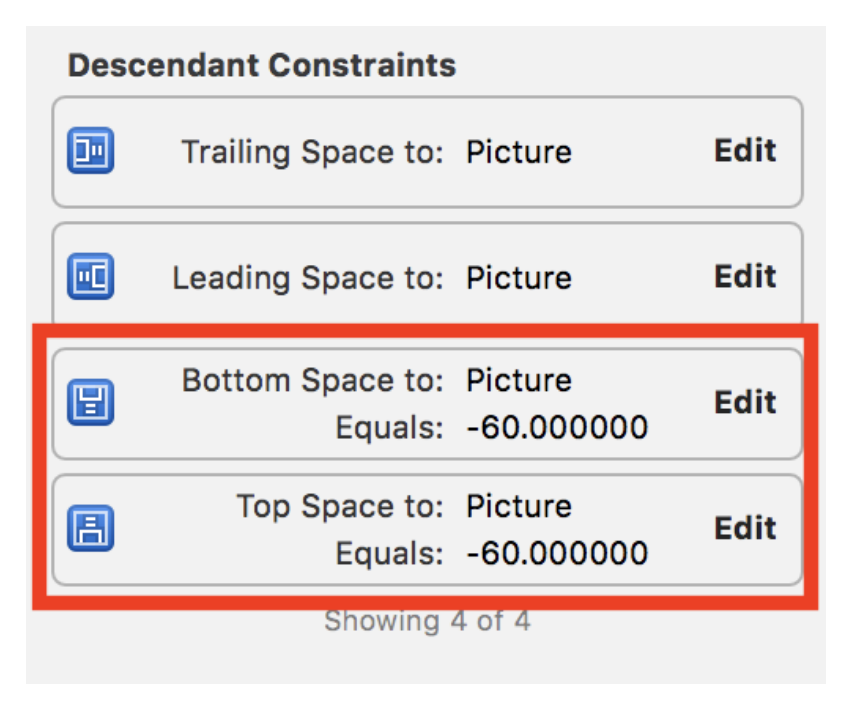 Descendant Constraints
Trailing Space to: Picture Edit
Leading Space to: Picture Edit
Bottom Space to: Picture
Equals: -60.000000 Edit
Top Space to: Picture
Equals: -60.000000 Edit
Showing 4 of 4